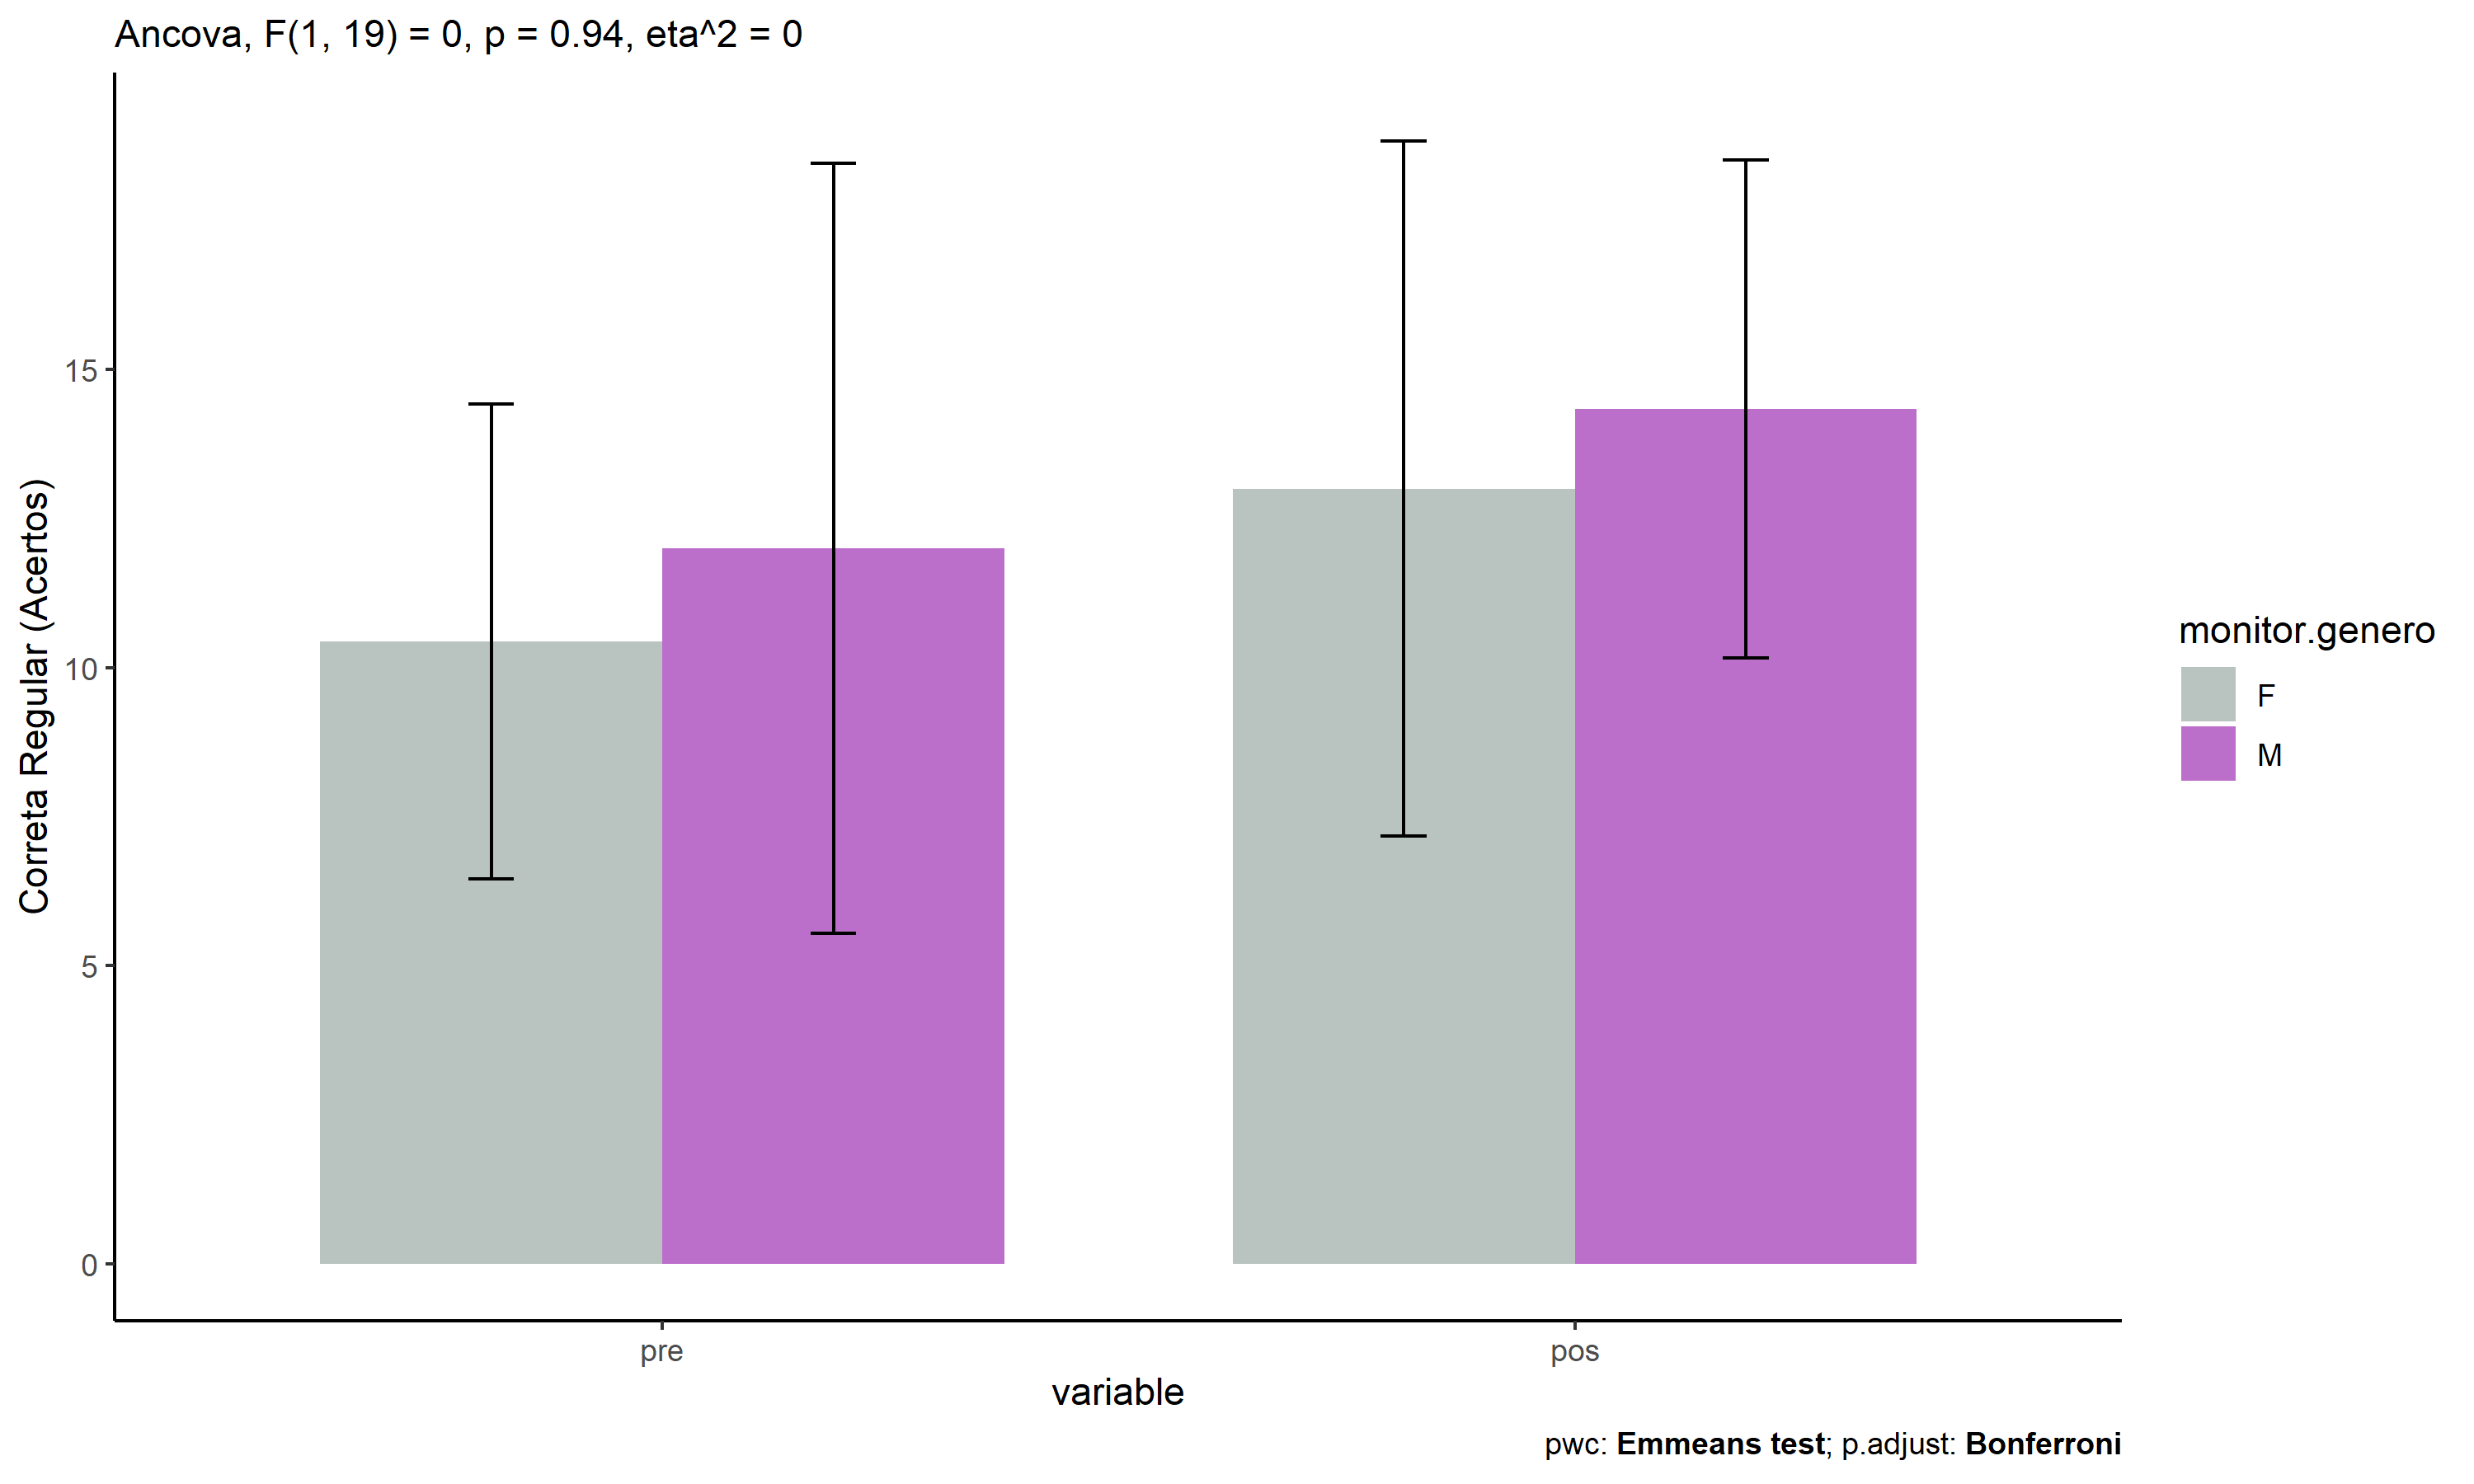 Ancova, F(1, 19) = 0, p = 0.94, eta^2 = 0
Correta Regular (Acertos)
15
10
5
0
pre
pos
variable
monitor.genero
F
M
pwc: Emmeans test; p.adjust: Bonferroni